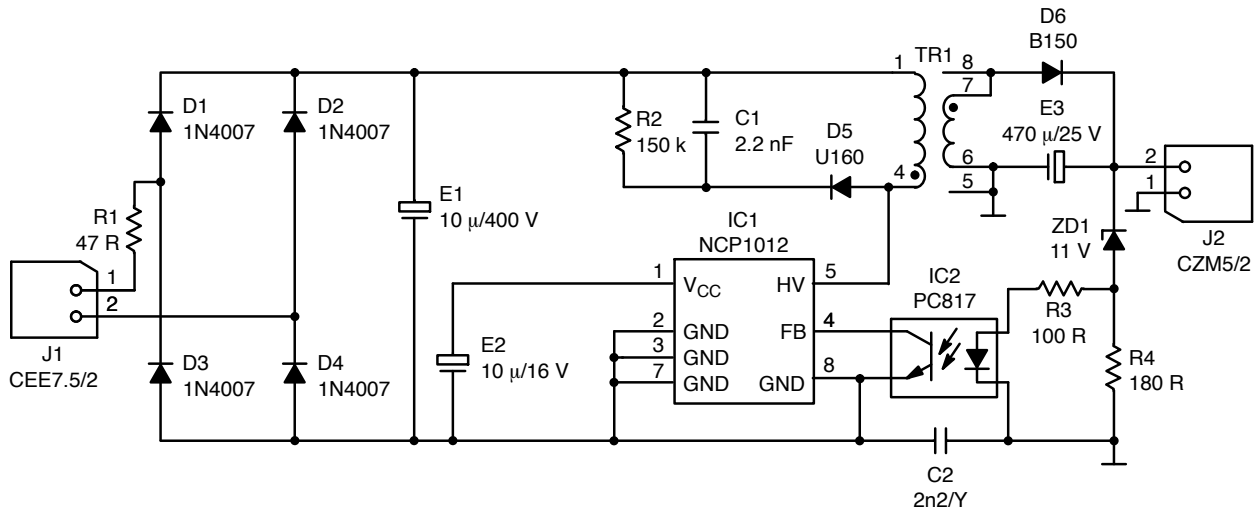 D1
1N4007
D2
1N4007
R1
47 R
1
2
J1
CEE7.5/2
D3
1N4007
D4
1N4007
E1
10 μ/400 V
E2
10 μ/16 V
R2
150 k
C1
2.2 nF
D5
U160
1
4
TR1
8
7
6
5
D6
B150
E3
470 μ/25 V
2
1
J2
CZM5/2
ZD1
11 V
IC1
NCP1012
1
VCC
HV
5
2
GND
FB
4
3
GND
7
GND
GND
8
IC2
PC817
R3
100 R
R4
180 R
C2
2n2/Y